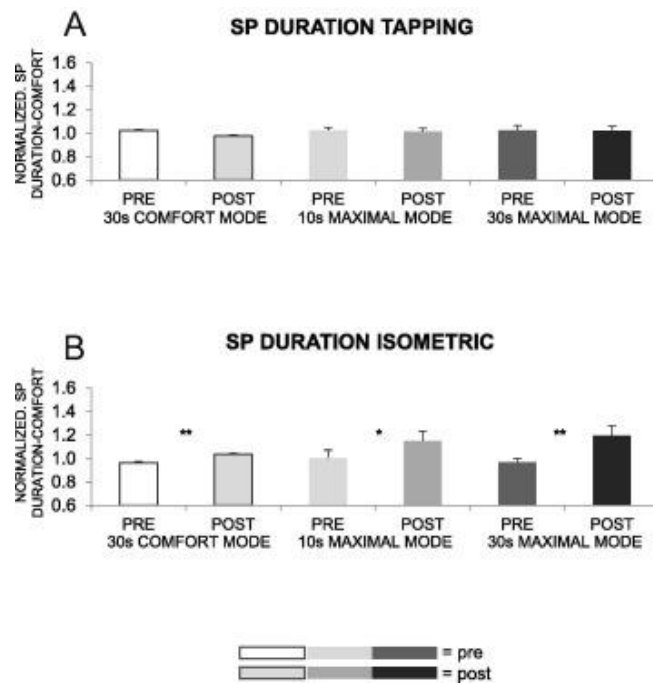 A
SP DURATION TAPPING
NORMALIZED. SP
DURATION-COMFORT
1.6
1.4
1.2
1.0
0.8
0.6
PRE POST PRE POST PRE POST
30s COMFORT MODE 10s MAXIMAL MODE 30s MAXIMAL MODE
B
SP DURATION ISOMETRIC
NORMALIZED. SP
DURATION-COMFORT
1.6
1.4
1.2
1.0
0.8
0.6
** * **
PRE POST PRE POST PRE POST
30s COMFORT MODE 10s MAXIMAL MODE 30s MAXIMAL MODE
= pre
= post